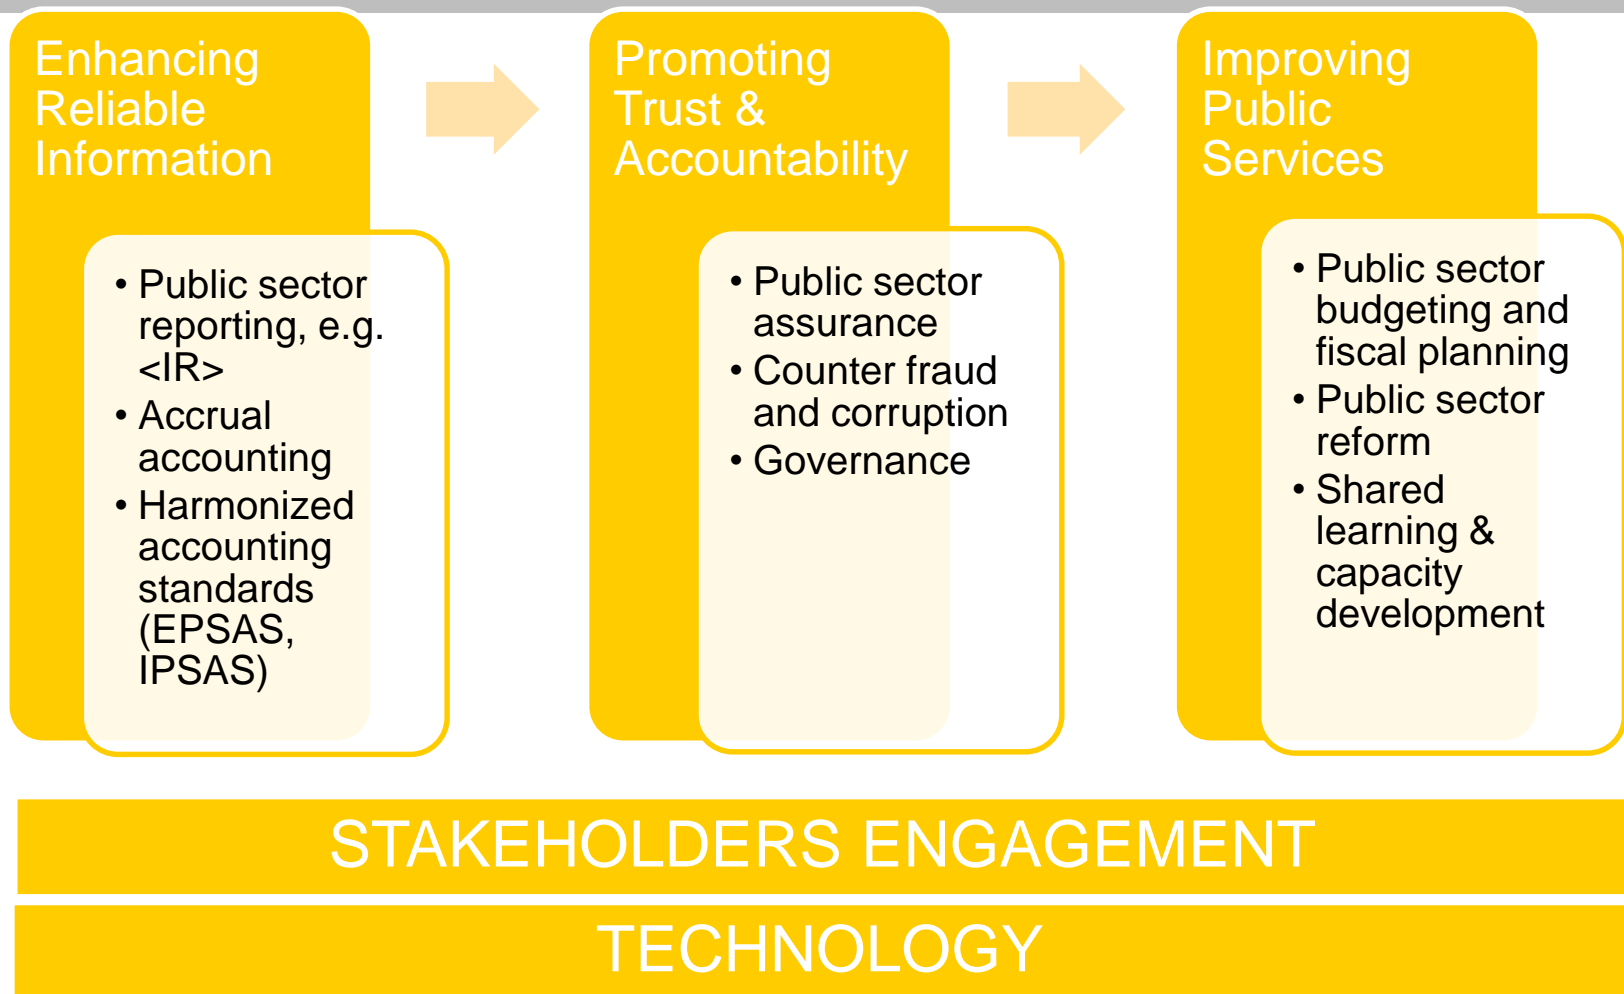 Enhancing
Reliable
Information
• Public sector
reporting, e.g.
<IR>
• Accrual
accounting
• Harmonized
accounting
standards
(EPSAS,
IPSAS)
Promoting
Trust &
Accountability
• Public sector
assurance
• Counter fraud
and corruption
• Governance
Improving
Public
Services
• Public sector
budgeting and
fiscal planning
• Public sector
reform
• Shared
learning &
capacity
development
STAKEHOLDERS ENGAGEMENT
TECHNOLOGY